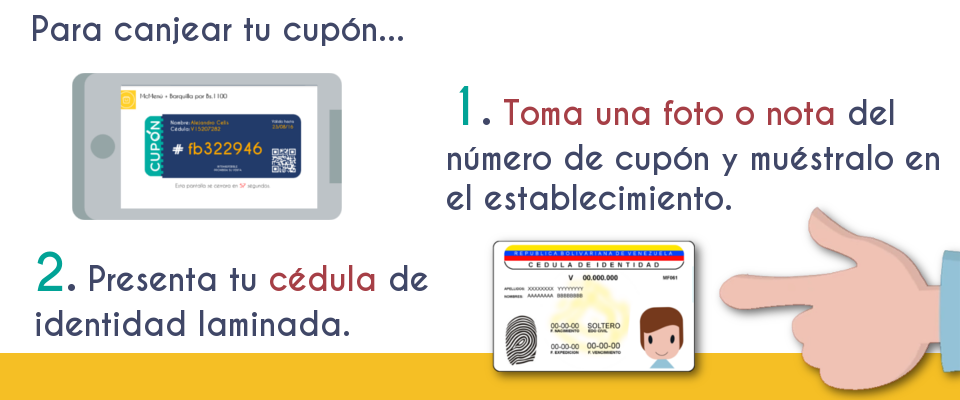 Para canjear tu cupón...
McMenú + Barquilla por Bs.1100
CUPÓN
Nombre: Alejandro Celis
Cédula: V15307282
Válido hasta
23/08/16
# fb322946
Esta pantalla se cerrará en 57 segundos
1. Toma una foto o nota del
número de cupón y muéstralo en
el establecimiento.
2. Presenta tu cédula de
identidad laminada.
REPUBLICA BOLIVARIANA DE VENEZUELA
CEDULA DE IDENTIDAD
V 00.000.000
MF861
APELLIDOS XXXXXXXX YYYYYYYY
NOMBRES AAAAAAAA BBBBBBBB
00-00-00 SOLTERO
F. NACIMIENTO EDO CIVIL
00-00-00 00-00-00
F. EXPEDICION F. VENCIMIENTO